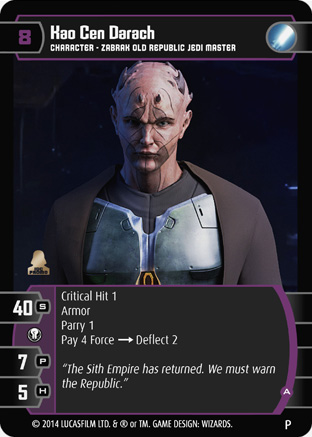 8
Kao Cen Darach
CHARACTER - ZABRAK OLD REPUBLIC JEDI MASTER
40 S
7 P
5 H
Critical Hit 1
Armor
Parry 1
Pay 4 Force → Deflect 2
“The Sith Empire has returned. We must warn
the Republic.”
A
© 2014 LUCASFILM LTD. & ® or TM. GAME DESIGN: WIZARDS.
P